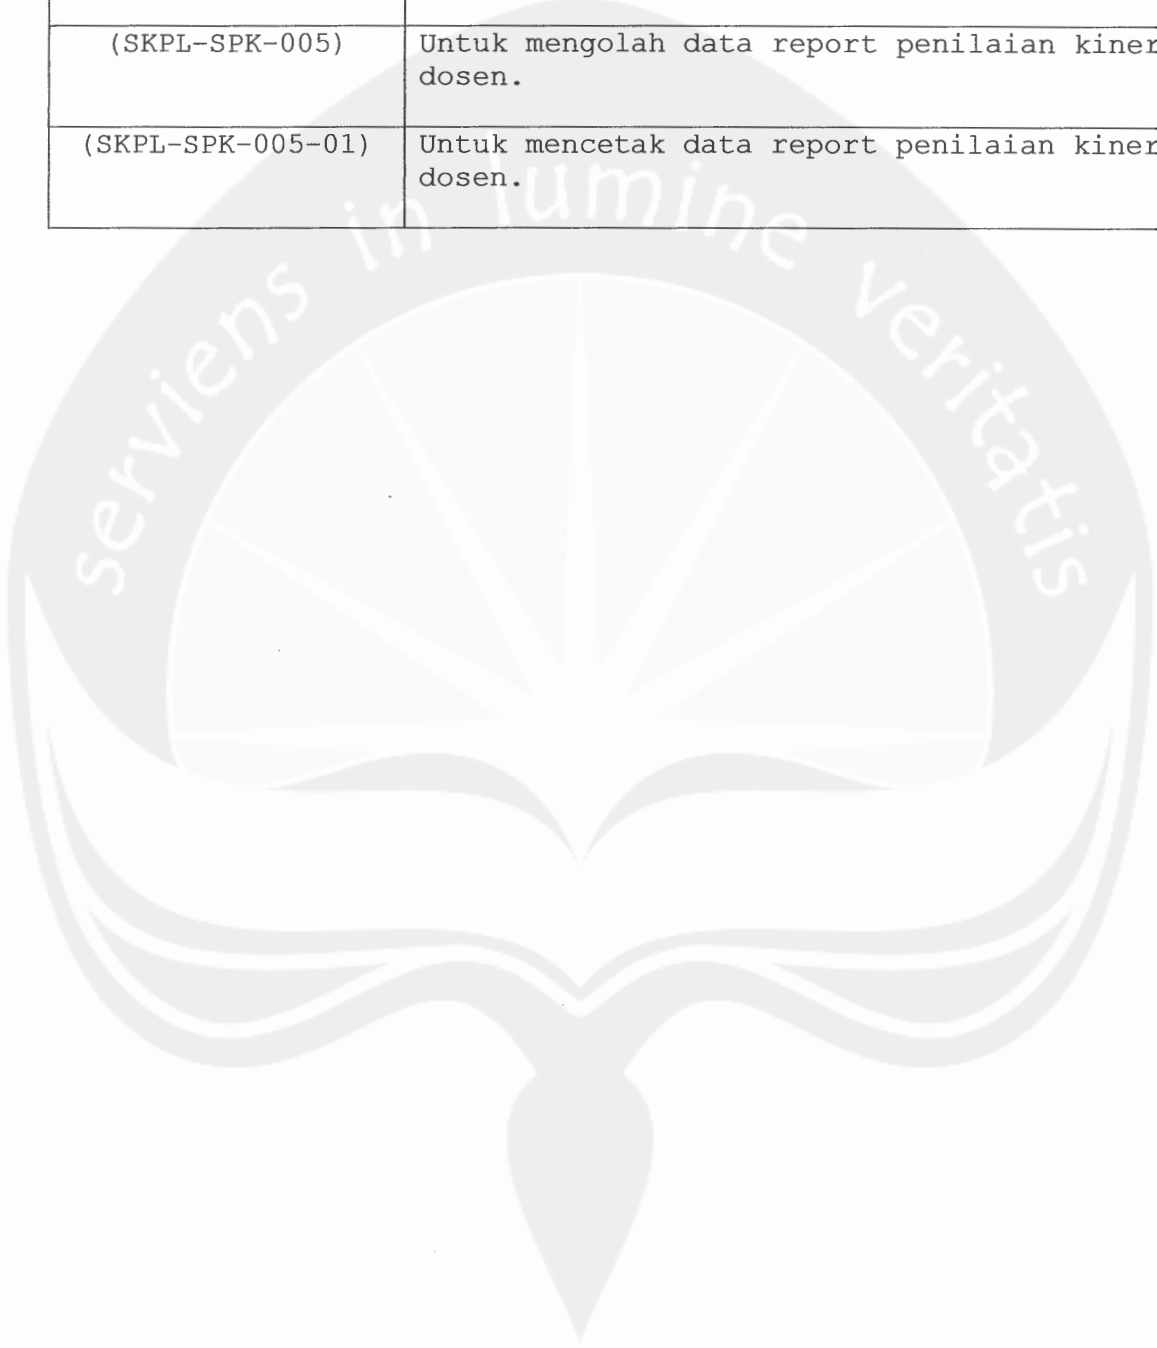 (SKPL-SPK-005) Untuk mengolah data report penilaian kiner
dosen.
(SKPL-SPK-005-01) Untuk mencetak data report penilaian kiner
dosen.
serviens in lumine veritatis